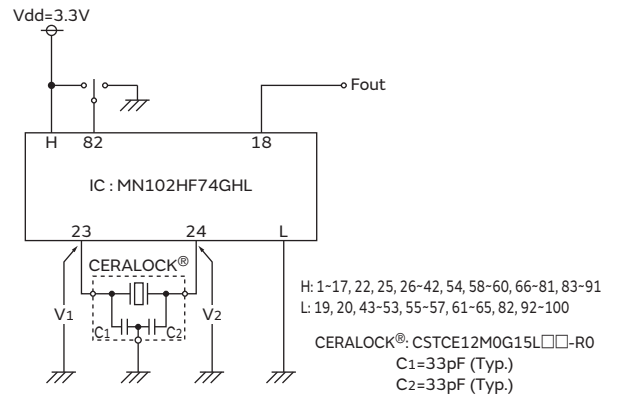 Vdd=3.3V
Fout
H 82 18
IC : MN102HF74GHL
23 24 L
CERALOCK®
V1 C1 C2 V2
H: 1~17, 22, 25, 26~42, 54, 58~60, 66~81, 83~91
L: 19, 20, 43~53, 55~57, 61~65, 82, 92~100
CERALOCK®: CSTCE12M0G15L□□-R0
C1=33pF (Typ.)
C2=33pF (Typ.)